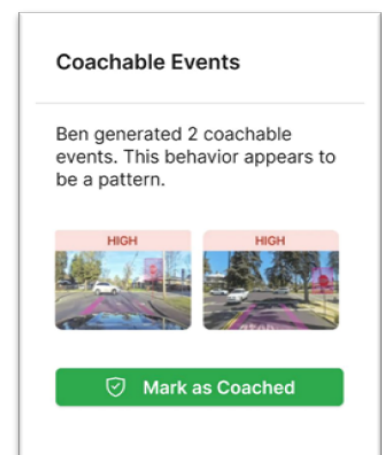 Coachable Events
Ben generated 2 coachable
events. This behavior appears to
be a pattern.
HIGH
HIGH
Mark as Coached